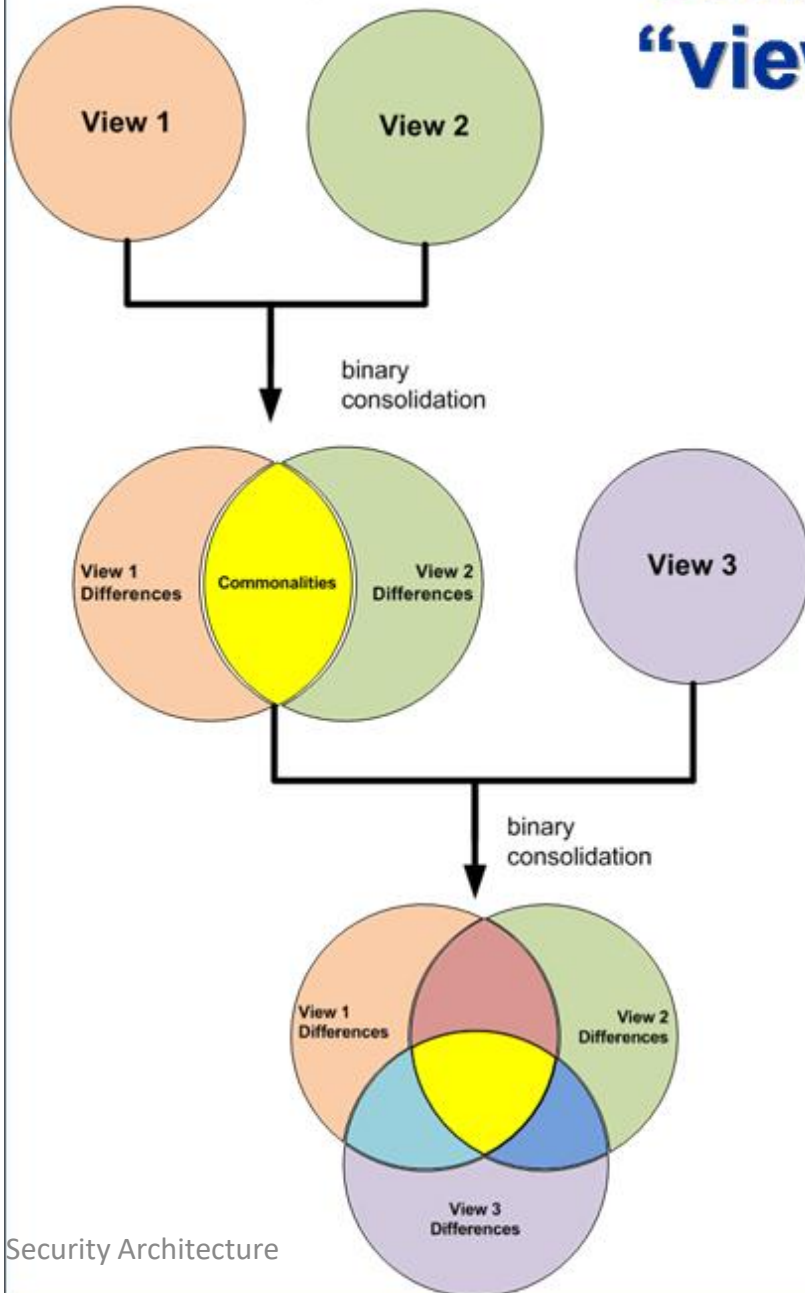 View 1
View 2
binary
consolidation
View 1
Differences
Commonalities
View 2
Differences
View 3
binary
consolidation
View 1
Differences
View 2
Differences
View 3
Differences
Security Architecture